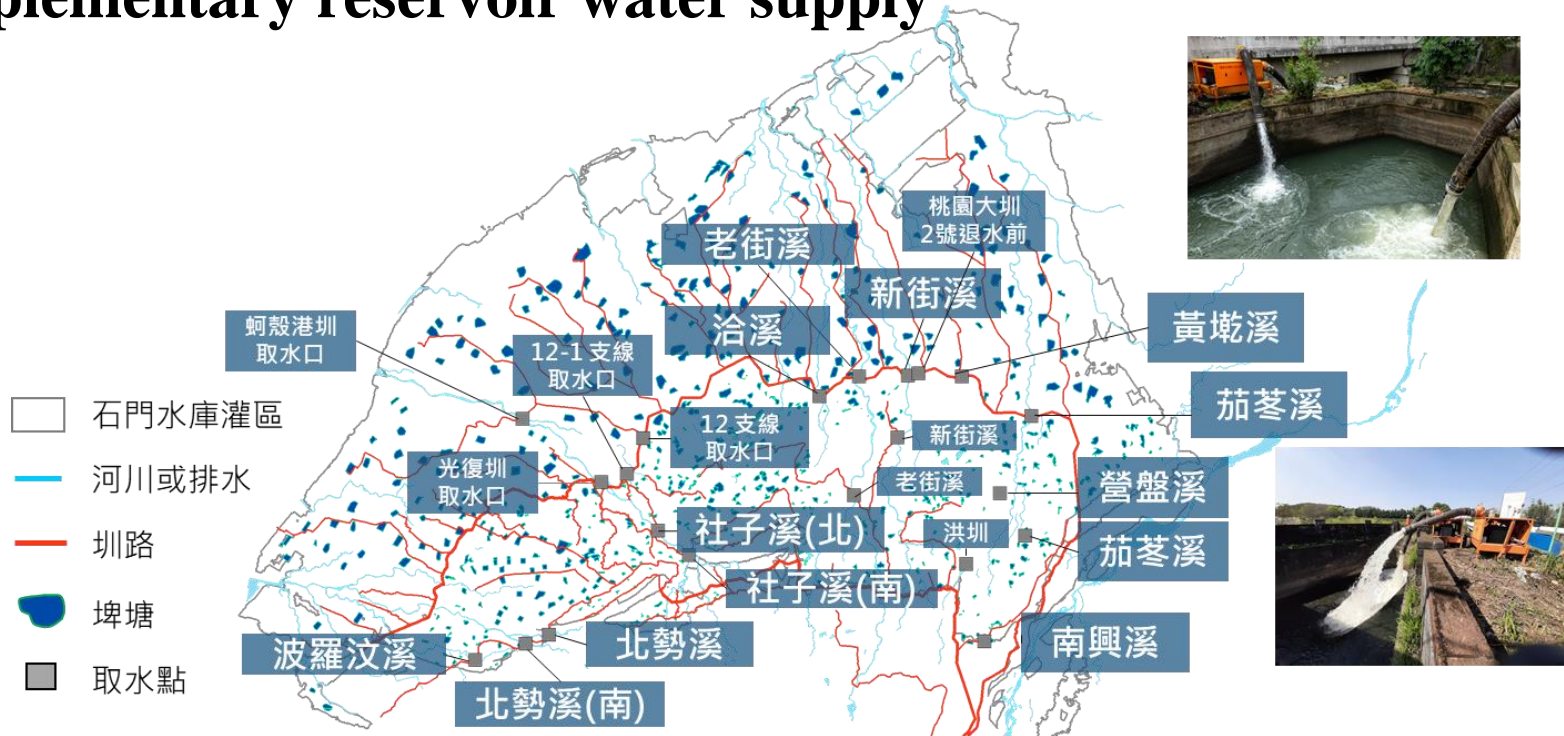 plementary reservoir water supply
桃園大圳
2號退水前
老街溪
新街溪
洽溪
黃墘溪
蚵殼港圳
取水口
12-1支線
取水口
茄苳溪
石門水庫灌區
12支線
取水口
新街溪
光復圳
取水口
老街溪
營盤溪
河川或排水
社子溪(北)
洪圳
茄苳溪
圳路
社子溪(南)
埤塘
北勢溪
南興溪
波羅汶溪
取水點
北勢溪(南)